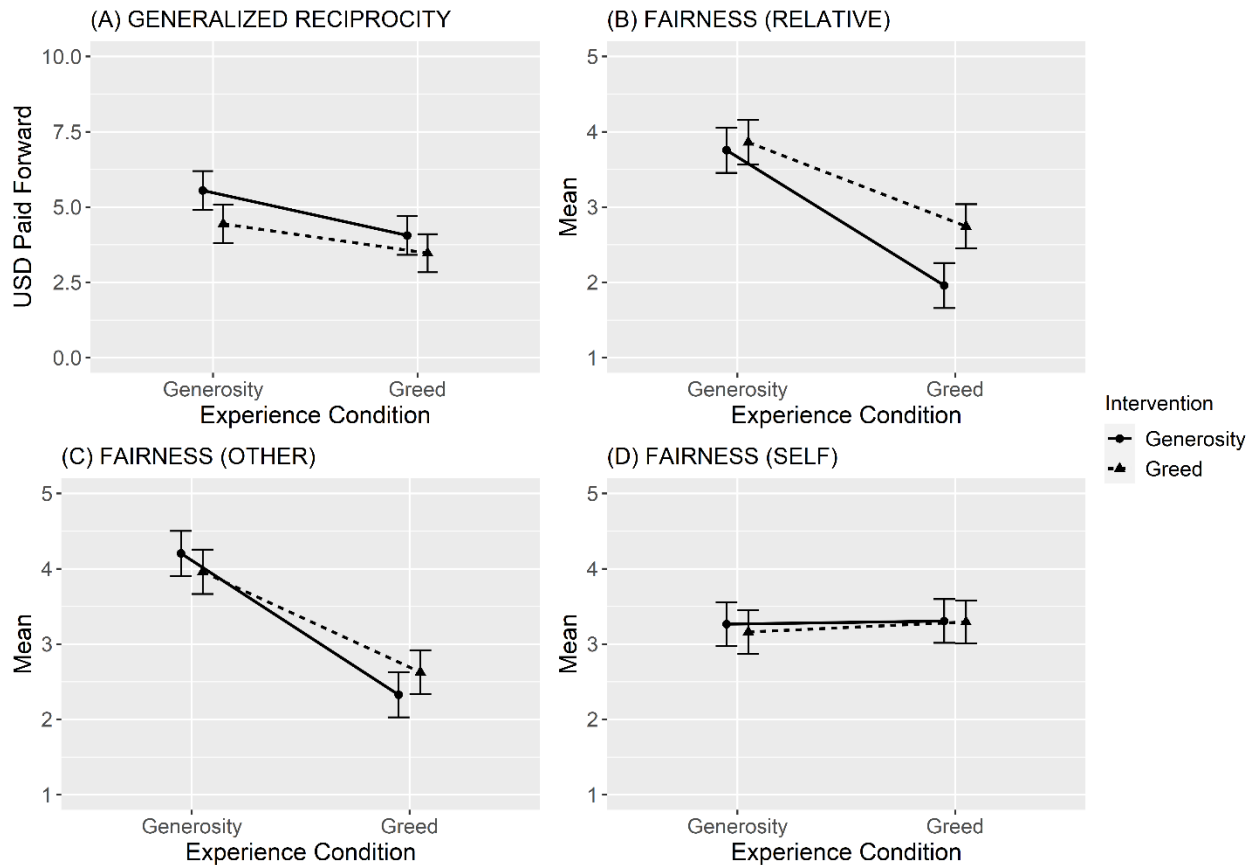 (A) GENERALIZED RECIPROCITY
10.0
7.5
5.0
2.5
0.0
USD Paid Forward
Generosity
Greed
Experience Condition
(B) FAIRNESS (RELATIVE)
5
4
3
2
1
Mean
Generosity
Greed
Experience Condition
(C) FAIRNESS (OTHER)
5
4
3
2
1
Mean
Generosity
Greed
Experience Condition
(D) FAIRNESS (SELF)
5
4
3
2
1
Mean
Generosity
Greed
Experience Condition
Intervention
Generosity
Greed